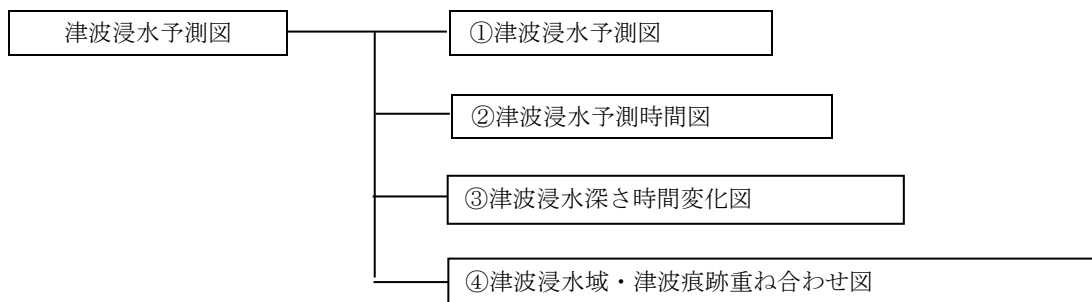 津波浸水予測図
①津波浸水予測図
②津波浸水予測時間図
③津波浸水深さ時間変化図
④津波浸水域・津波痕跡重ね合わせ図